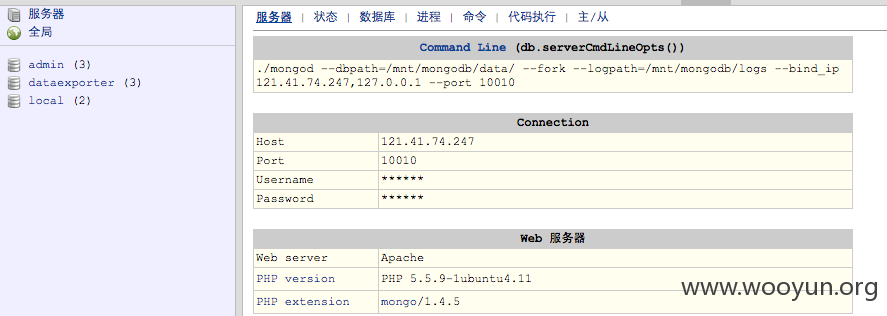 服务器
全局
admin (3)
dataexporter (3)
local (2)
服务器 | 状态 | 数据库 | 进程 | 命令 | 代码执行 | 主/从
Command Line (db.serverCmdLineOpts())
./mongod --dbpath=/mnt/mongodb/data/ --fork --logpath=/mnt/mongodb/logs --bind_ip
121.41.74.247,127.0.0.1 --port 10010
Connection
Host 121.41.74.247
Port 10010
Username ******
Password ******
Web 服务器
Web server Apache
PHP version PHP 5.5.9-1ubuntu4.11
PHP extension mongo/1.4.5
www.wooyun.org